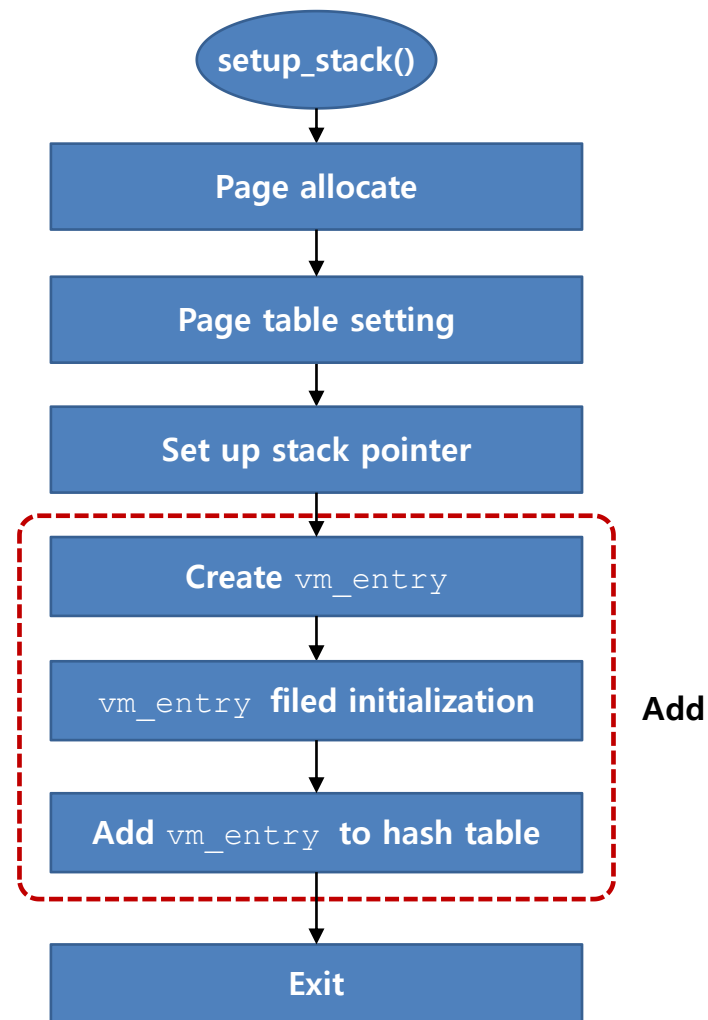 setup_stack()
Page allocate
Page table setting
Set up stack pointer
Create vm_entry
vm_entry filed initialization
Add
Add vm_entry to hash table
Exit